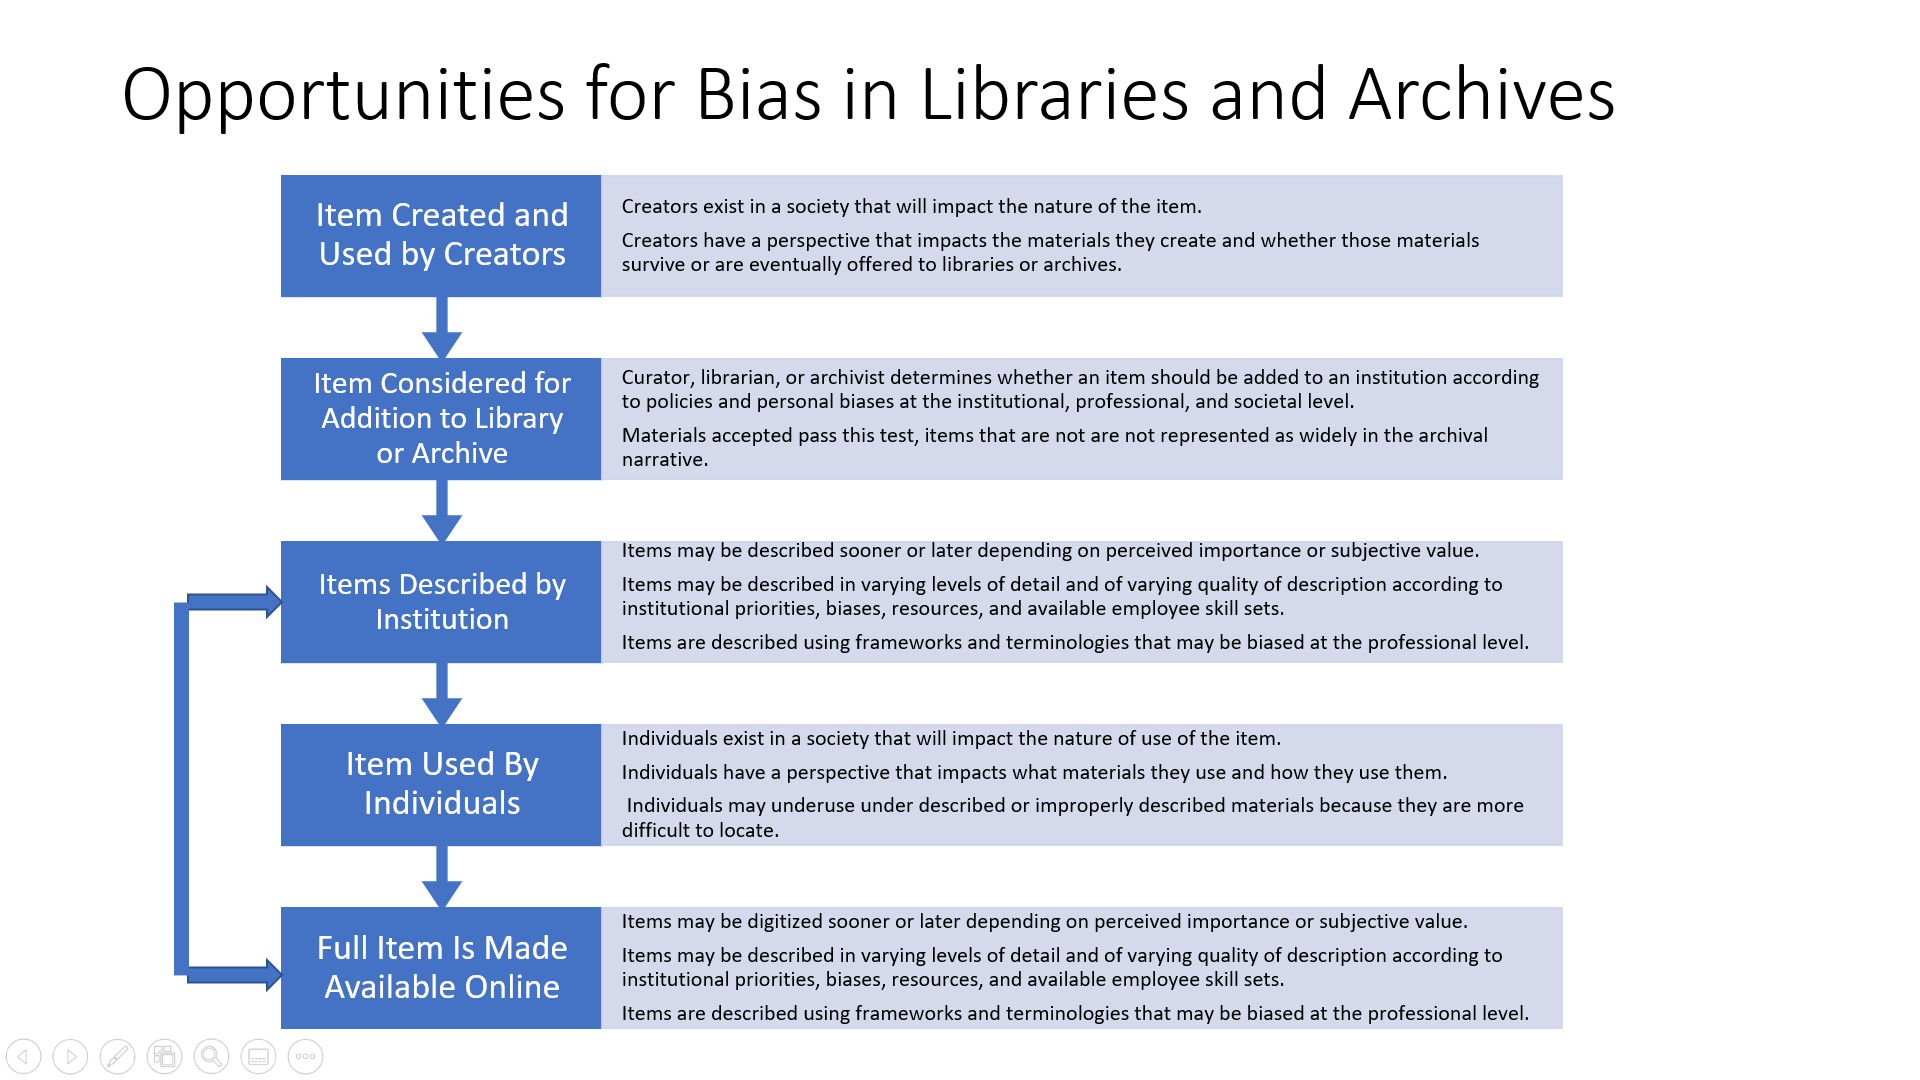 Opportunities for Bias in Libraries and Archives
Item Created and
Used by Creators
Creators exist in a society that will impact the nature of the item.
Creators have a perspective that impacts the materials they create and whether those materials
survive or are eventually offered to libraries or archives.
Item Considered for
Addition to Library
or Archive
Curator, librarian, or archivist determines whether an item should be added to an institution according
to policies and personal biases at the institutional, professional, and societal level.
Materials accepted pass this test, items that are not are not represented as widely in the archival
narrative.
Items Described by
Institution
Items may be described sooner or later depending on perceived importance or subjective value.
Items may be described in varying levels of detail and of varying quality of description according to
institutional priorities, biases, resources, and available employee skill sets.
Items are described using frameworks and terminologies that may be biased at the professional level.
Item Used By
Individuals
Individuals exist in a society that will impact the nature of use of the item.
Individuals have a perspective that impacts what materials they use and how they use them.
Individuals may underuse under described or improperly described materials because they are more
difficult to locate.
Full Item Is Made
Available Online
Items may be digitized sooner or later depending on perceived importance or subjective value.
Items may be described in varying levels of detail and of varying quality of description according to
institutional priorities, biases, resources, and available employee skill sets.
Items are described using frameworks and terminologies that may be biased at the professional level.